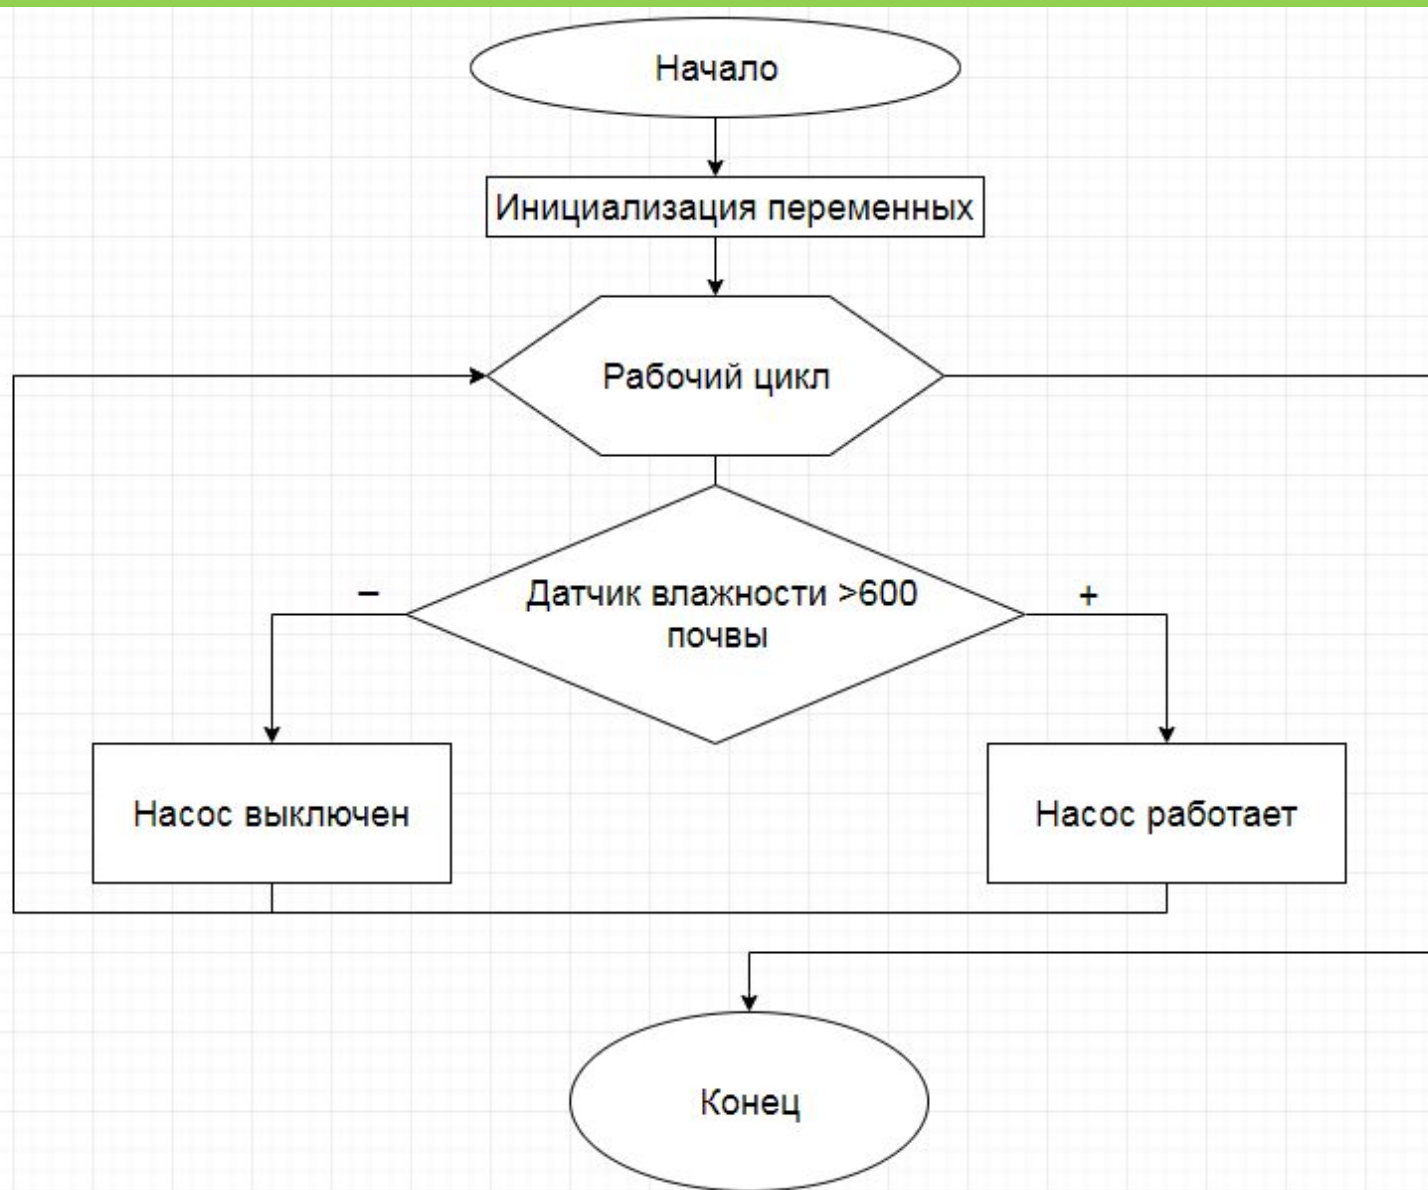 Начало
Инициализация переменных
Рабочий цикл
Датчик влажности >600
почвы
–
+
Насос выключен
Насос работает
Конец